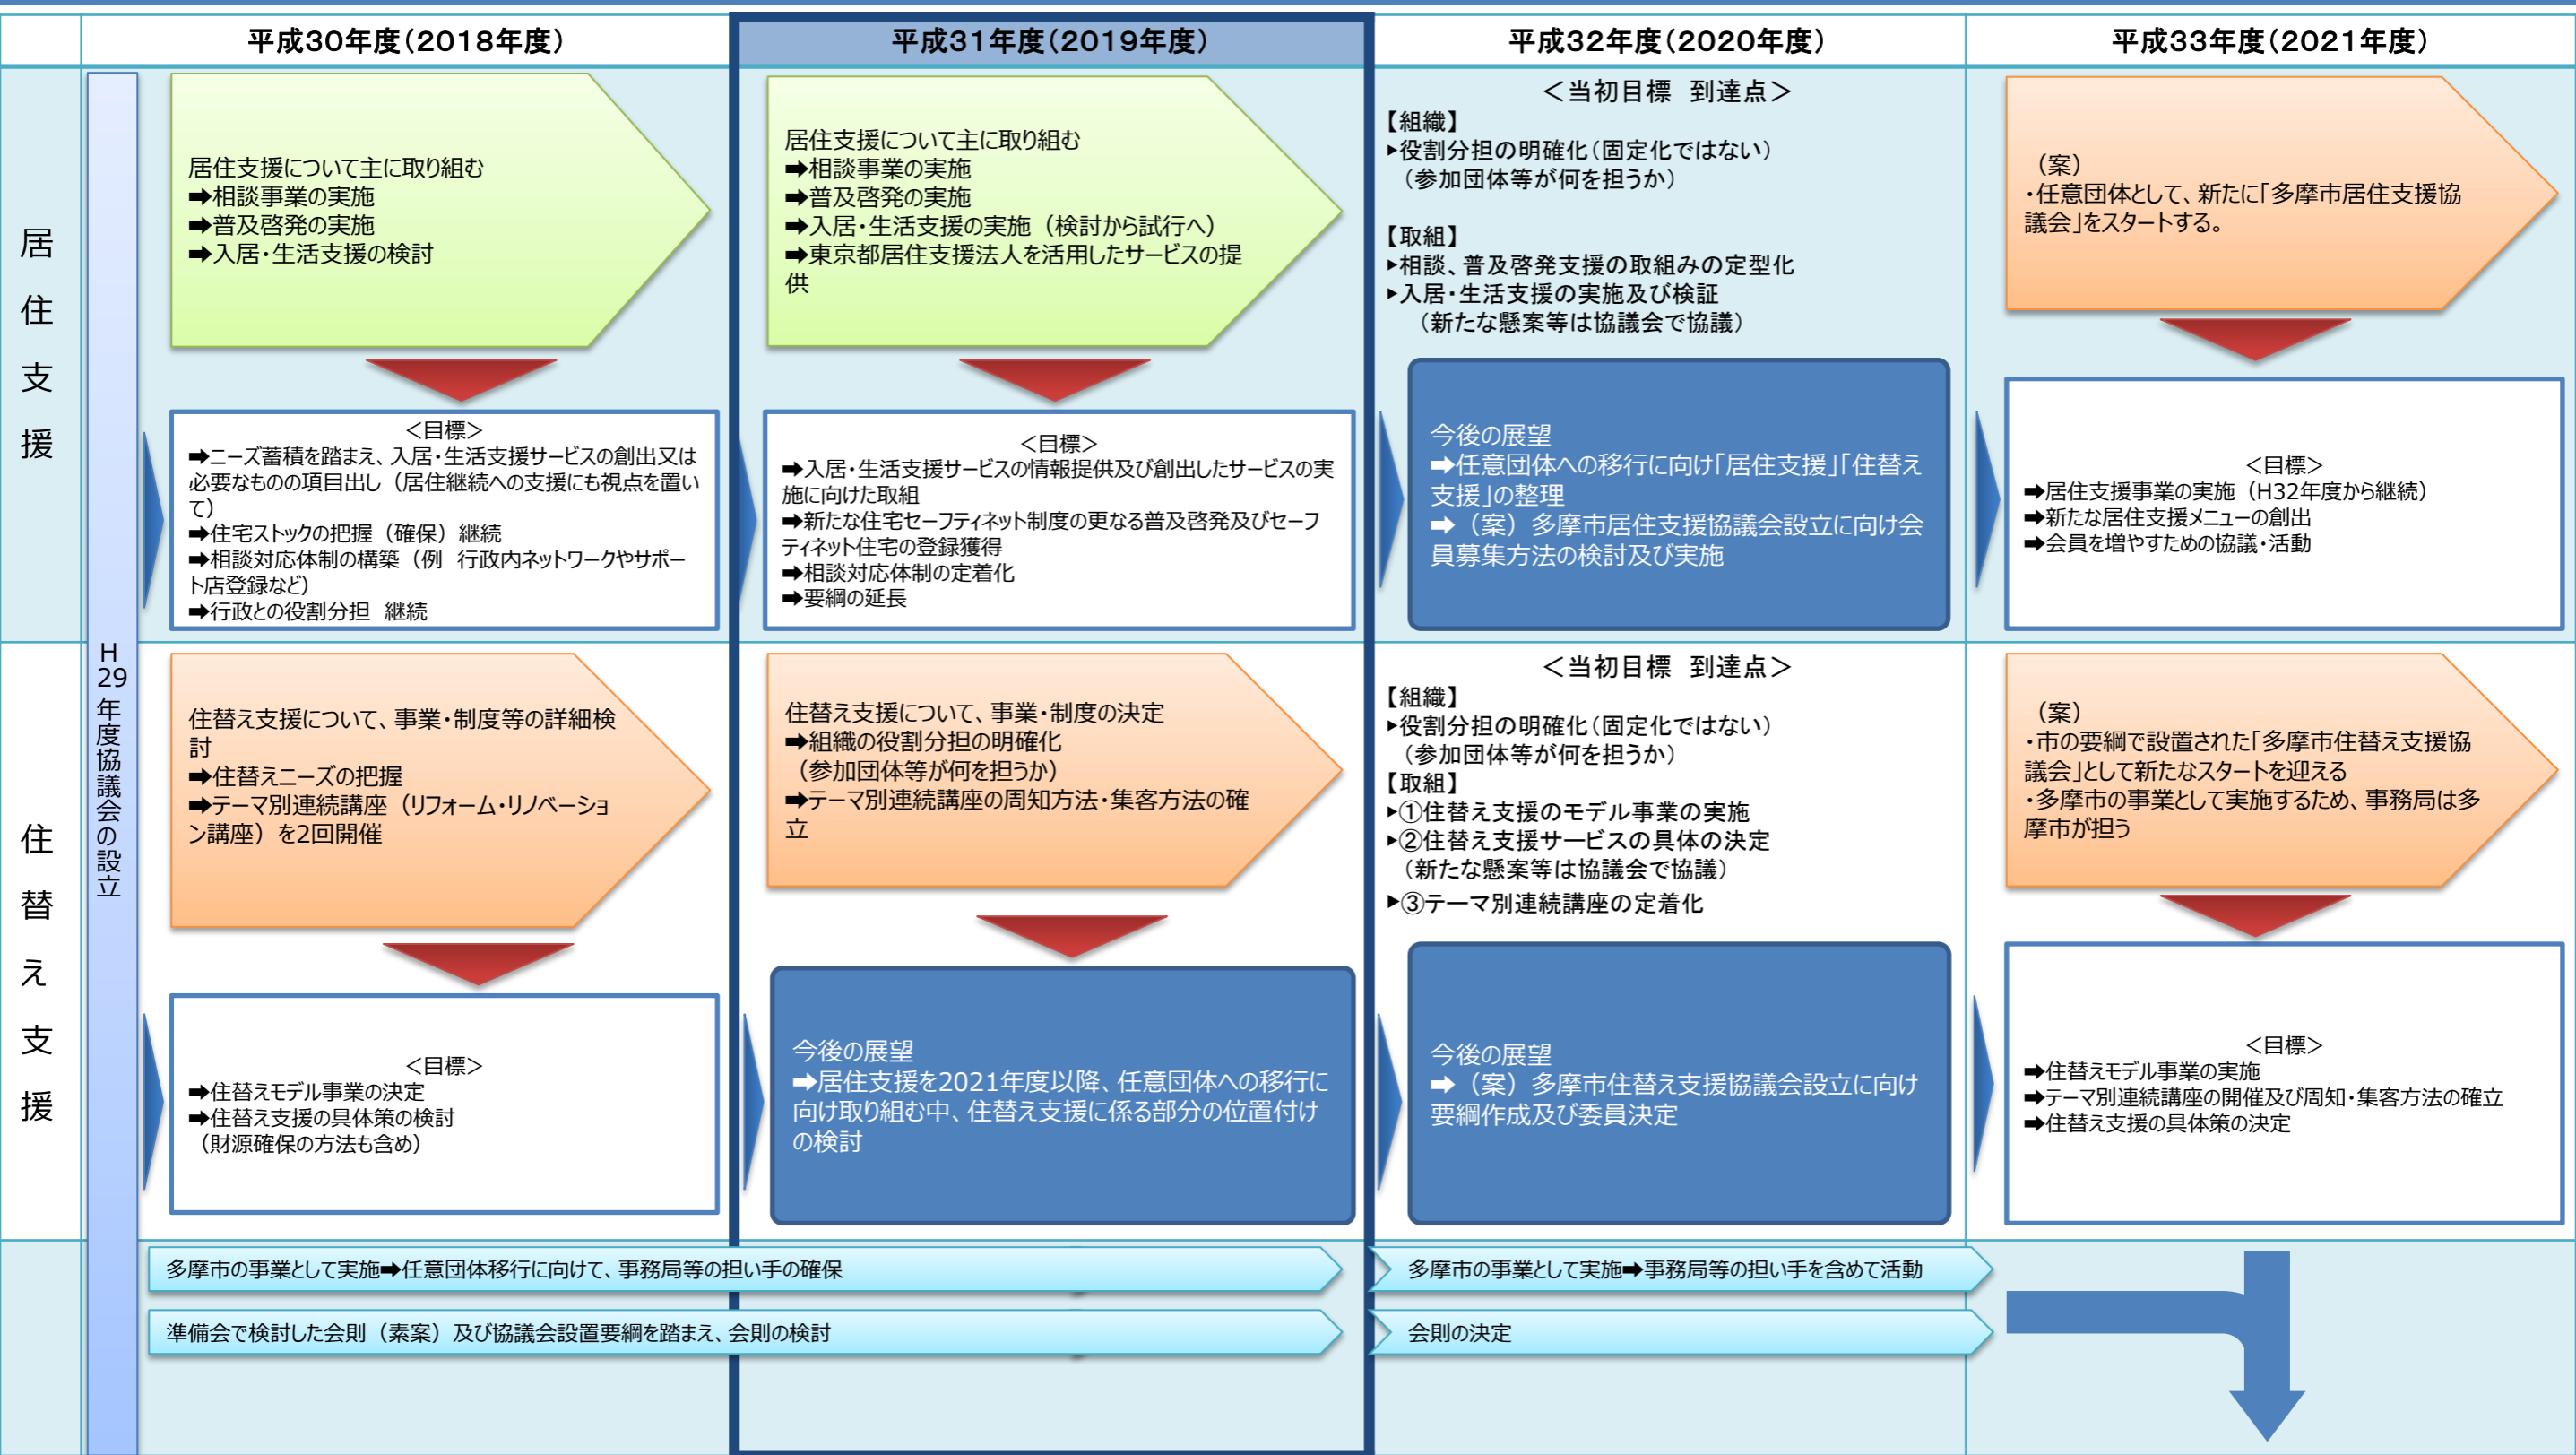 平成30年度(2018年度)
平成31年度(2019年度)
平成32年度(2020年度)
平成33年度(2021年度)
居住支援
H29年度協議会の設立
居住支援について主に取り組む
➡相談事業の実施
➡普及啓発の実施
➡入居・生活支援の検討
<目標>
➡ニーズ蓄積を踏まえ、入居・生活支援サービスの創出又は
必要なものの項目出し（居住継続への支援にも視点を置い
て）
➡住宅ストックの把握（確保）継続
➡相談対応体制の構築（例　行政内ネットワークやサポー
ト店登録など）
➡行政との役割分担　継続
居住支援について主に取り組む
➡相談事業の実施
➡普及啓発の実施
➡入居・生活支援の実施（検討から試行へ）
➡東京都居住支援法人を活用したサービスの提
供
<目標>
➡入居・生活支援サービスの情報提供及び創出したサービスの実
施に向けた取組
➡新たな住宅セーフティネット制度の更なる普及啓発及びセーフ
ティネット住宅の登録獲得
➡相談対応体制の定着化
➡要綱の延長
＜当初目標　到達点＞
【組織】
▶役割分担の明確化（固定化ではない）
（参加団体等が何を担うか）
【取組】
▶相談、普及啓発支援の取組みの定型化
▶入居・生活支援の実施及び検証
（新たな懸案等は協議会で協議）
今後の展望
➡任意団体への移行に向け「居住支援」「住替え
支援」の整理
➡（案）多摩市居住支援協議会設立に向け会
員募集方法の検討及び実施
（案）
・任意団体として、新たに「多摩市居住支援協
議会」をスタートする。
<目標>
➡居住支援事業の実施（H32年度から継続）
➡新たな居住支援メニューの創出
➡会員を増やすための協議・活動
住替え支援
住替え支援について、事業・制度等の詳細検
討
➡住替えニーズの把握
➡テーマ別連続講座（リフォーム・リノベーショ
ン講座）を2回開催
<目標>
➡住替えモデル事業の決定
➡住替え支援の具体策の検討
（財源確保の方法も含め）
住替え支援について、事業・制度の決定
➡組織の役割分担の明確化
（参加団体等が何を担うか）
➡テーマ別連続講座の周知方法・集客方法の確
立
今後の展望
➡居住支援を2021年度以降、任意団体への移行に
向け取り組む中、住替え支援に係る部分の位置付け
の検討
＜当初目標　到達点＞
【組織】
▶役割分担の明確化（固定化ではない）
（参加団体等が何を担うか）
【取組】
▶①住替え支援のモデル事業の実施
▶②住替え支援サービスの具体の決定
（新たな懸案等は協議会で協議）
▶③テーマ別連続講座の定着化
今後の展望
➡（案）多摩市住替え支援協議会設立に向け
要綱作成及び委員決定
（案）
・市の要綱で設置された「多摩市住替え支援協
議会」として新たなスタートを迎える
・多摩市の事業として実施するため、事務局は多
摩市が担う
<目標>
➡住替えモデル事業の実施
➡テーマ別連続講座の開催及び周知・集客方法の確立
➡住替え支援の具体策の決定
多摩市の事業として実施➡任意団体移行に向けて、事務局等の担い手の確保
多摩市の事業として実施➡事務局等の担い手を含めて活動
準備会で検討した会則（素案）及び協議会設置要綱を踏まえ、会則の検討
会則の決定